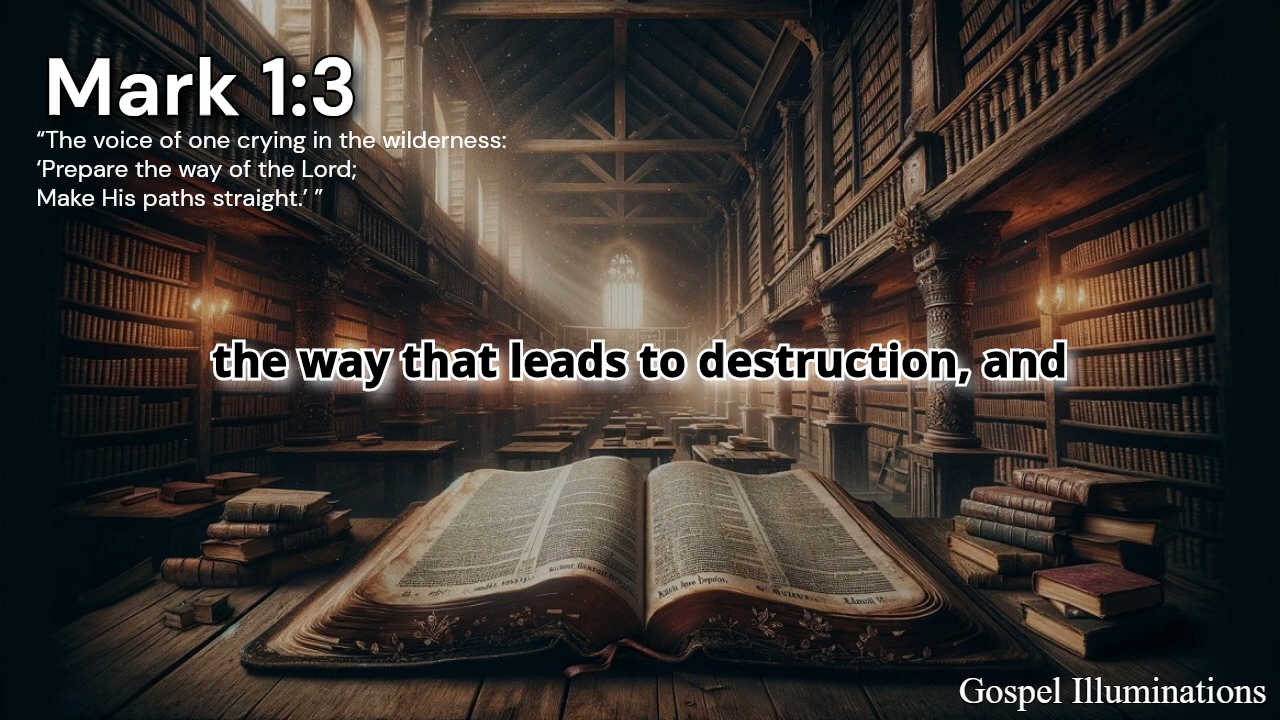 Mark 1:3
“The voice of one crying in the wilderness:
‘Prepare the way of the Lord;
Make His paths straight.’ ”
the way that leads to destruction, and
Gospel Illuminations